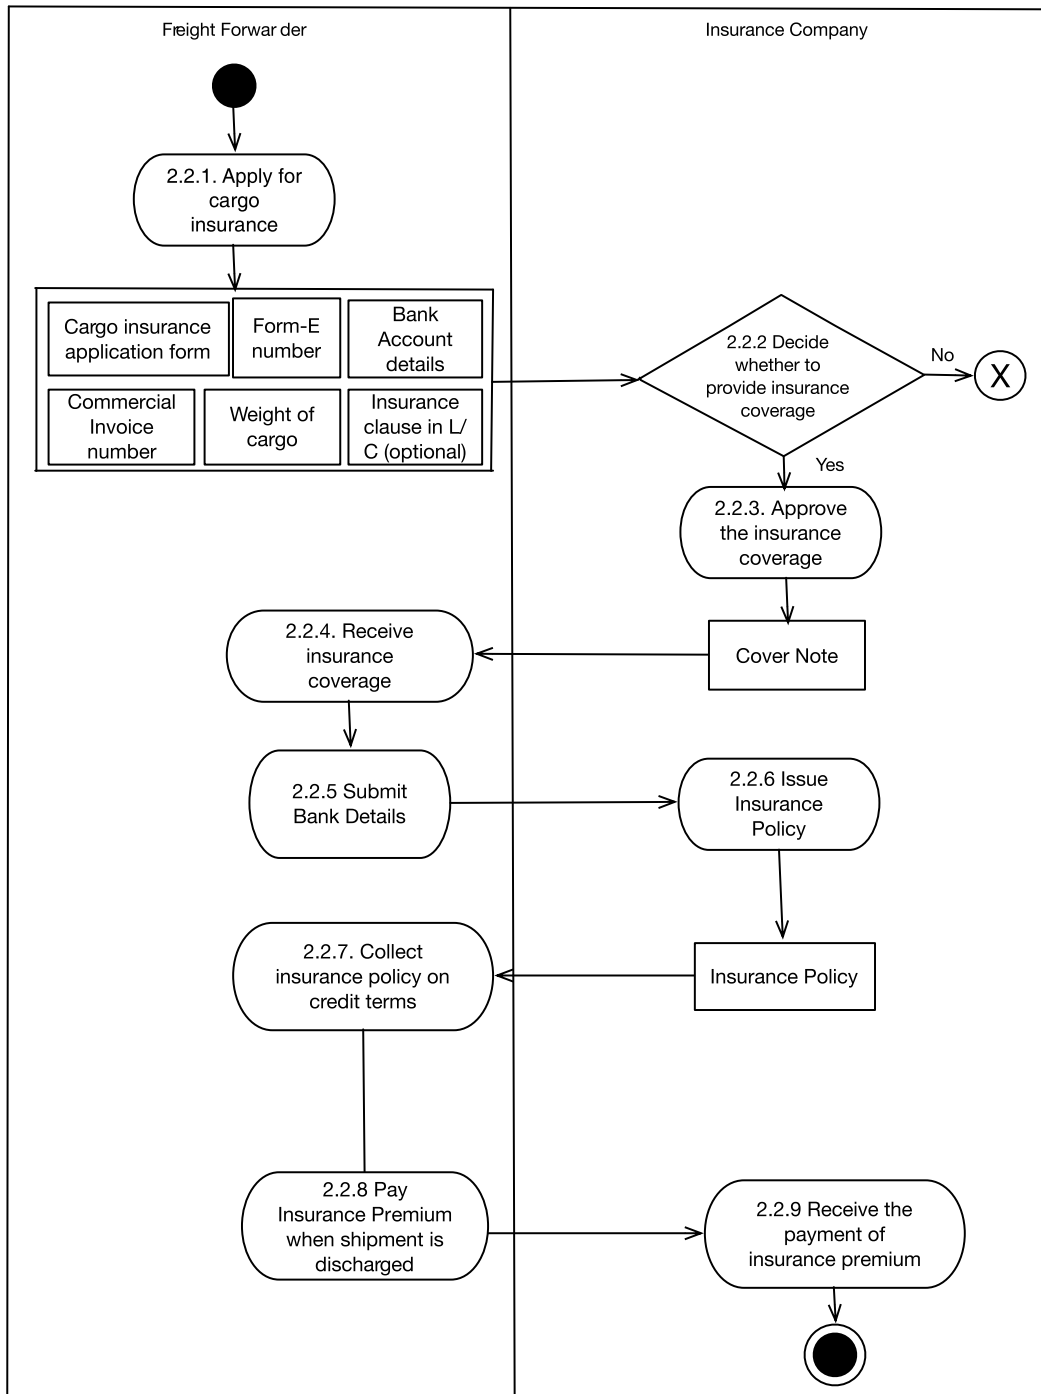 Freight Forwarder
Insurance Company
2.2.1. Apply for
cargo
insurance
Cargo insurance
application form
Form-E
number
Bank
Account
details
Commercial
Invoice
number
Weight of
cargo
Insurance
clause in L/
C (optional)
2.2.2 Decide
whether to
provide insurance
coverage
No
X
Yes
2.2.3. Approve
the insurance
coverage
2.2.4. Receive
insurance
coverage
Cover Note
2.2.5 Submit
Bank Details
2.2.6 Issue
Insurance
Policy
2.2.7. Collect
insurance policy on
credit terms
Insurance Policy
2.2.8 Pay
Insurance Premium
when shipment is
discharged
2.2.9 Receive the
payment of
insurance premium